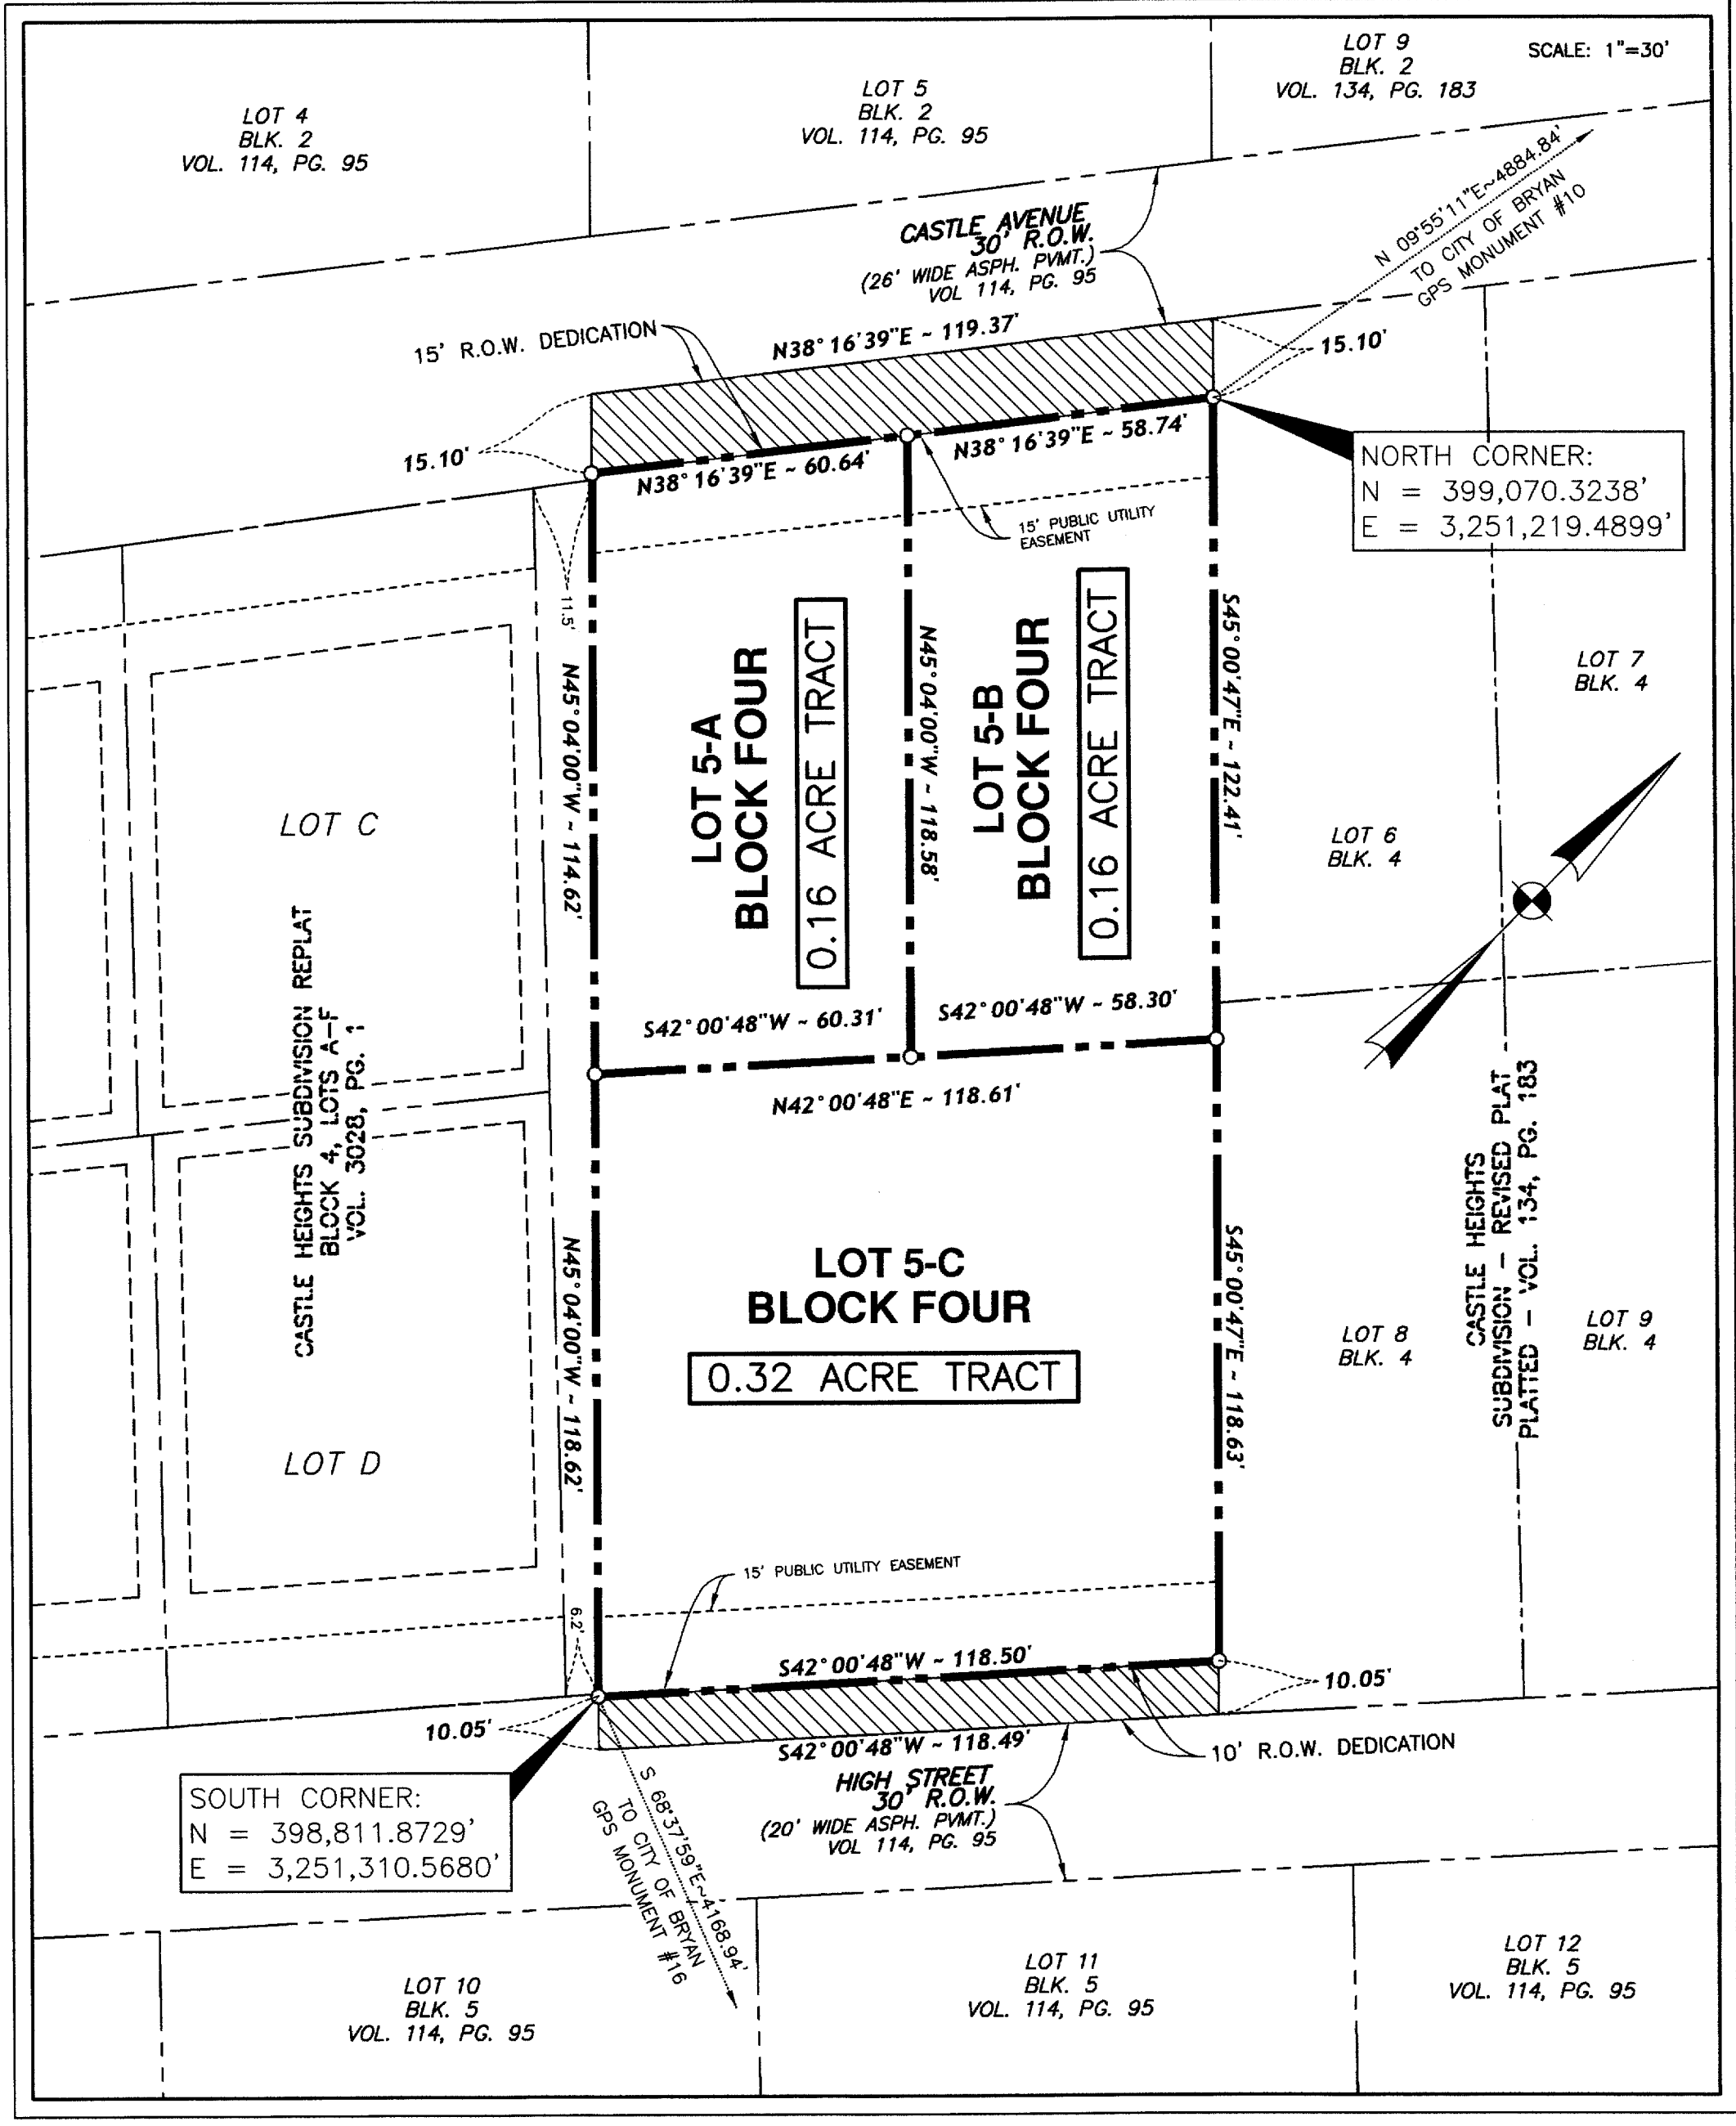 SCALE: 1"=30'
LOT 4
BLK. 2
VOL. 114, PG. 95
LOT 5
BLK. 2
VOL. 114, PG. 95
LOT 9
BLK. 2
VOL. 134, PG. 183
N 09°55'11"E~4884.84'
TO CITY OF BRYAN
GPS MONUMENT #10
CASTLE AVENUE
30' R.O.W.
(26' WIDE ASPH. PVMT.)
VOL 114, PG. 95
15' R.O.W. DEDICATION
N38°16'39"E ~ 119.37'
15.10'
15.10'
N38°16'39"E ~ 60.64'
N38°16'39"E ~ 58.74'
NORTH CORNER:
N = 399,070.3238'
E = 3,251,219.4899'
15' PUBLIC UTILITY
EASEMENT
11.5'
N45°04'00"W ~ 114.62'
LOT 5-A
BLOCK FOUR
0.16 ACRE TRACT
N45°04'00"W ~ 118.58'
LOT 5-B
BLOCK FOUR
0.16 ACRE TRACT
S45°00'47"E ~ 122.41'
LOT 7
BLK. 4
LOT 6
BLK. 4
LOT C
CASTLE HEIGHTS SUBDIVISION REPLAT
BLOCK 4, LOTS A-F
VOL. 3028, PG. 1
S42°00'48"W ~ 60.31'
S42°00'48"W ~ 58.30'
N42°00'48"E ~ 118.61'
CASTLE HEIGHTS
SUBDIVISION - REVISED PLAT
PLATTED - VOL. 134, PG. 183
N45°04'00"W ~ 118.62'
LOT 5-C
BLOCK FOUR
0.32 ACRE TRACT
S45°00'47"E ~ 118.63'
LOT 8
BLK. 4
LOT 9
BLK. 4
LOT D
15' PUBLIC UTILITY EASEMENT
6.2'
S42°00'48"W ~ 118.50'
10.05'
10.05'
S42°00'48"W ~ 118.49'
10' R.O.W. DEDICATION
HIGH STREET
30' R.O.W.
(20' WIDE ASPH. PVMT.)
VOL 114, PG. 95
SOUTH CORNER:
N = 398,811.8729'
E = 3,251,310.5680'
S 68°37'59"E~4168.94'
TO CITY OF BRYAN
GPS MONUMENT #16
LOT 10
BLK. 5
VOL. 114, PG. 95
LOT 11
BLK. 5
VOL. 114, PG. 95
LOT 12
BLK. 5
VOL. 114, PG. 95